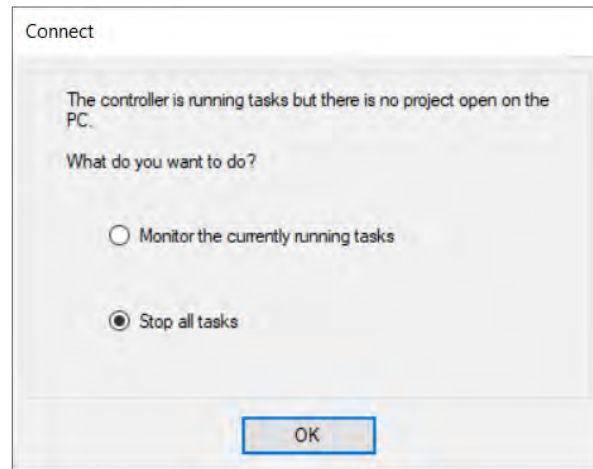 Connect
The controller is running tasks but there is no project open on the
PC.
What do you want to do?
Monitor the currently running tasks
Stop all tasks
OK